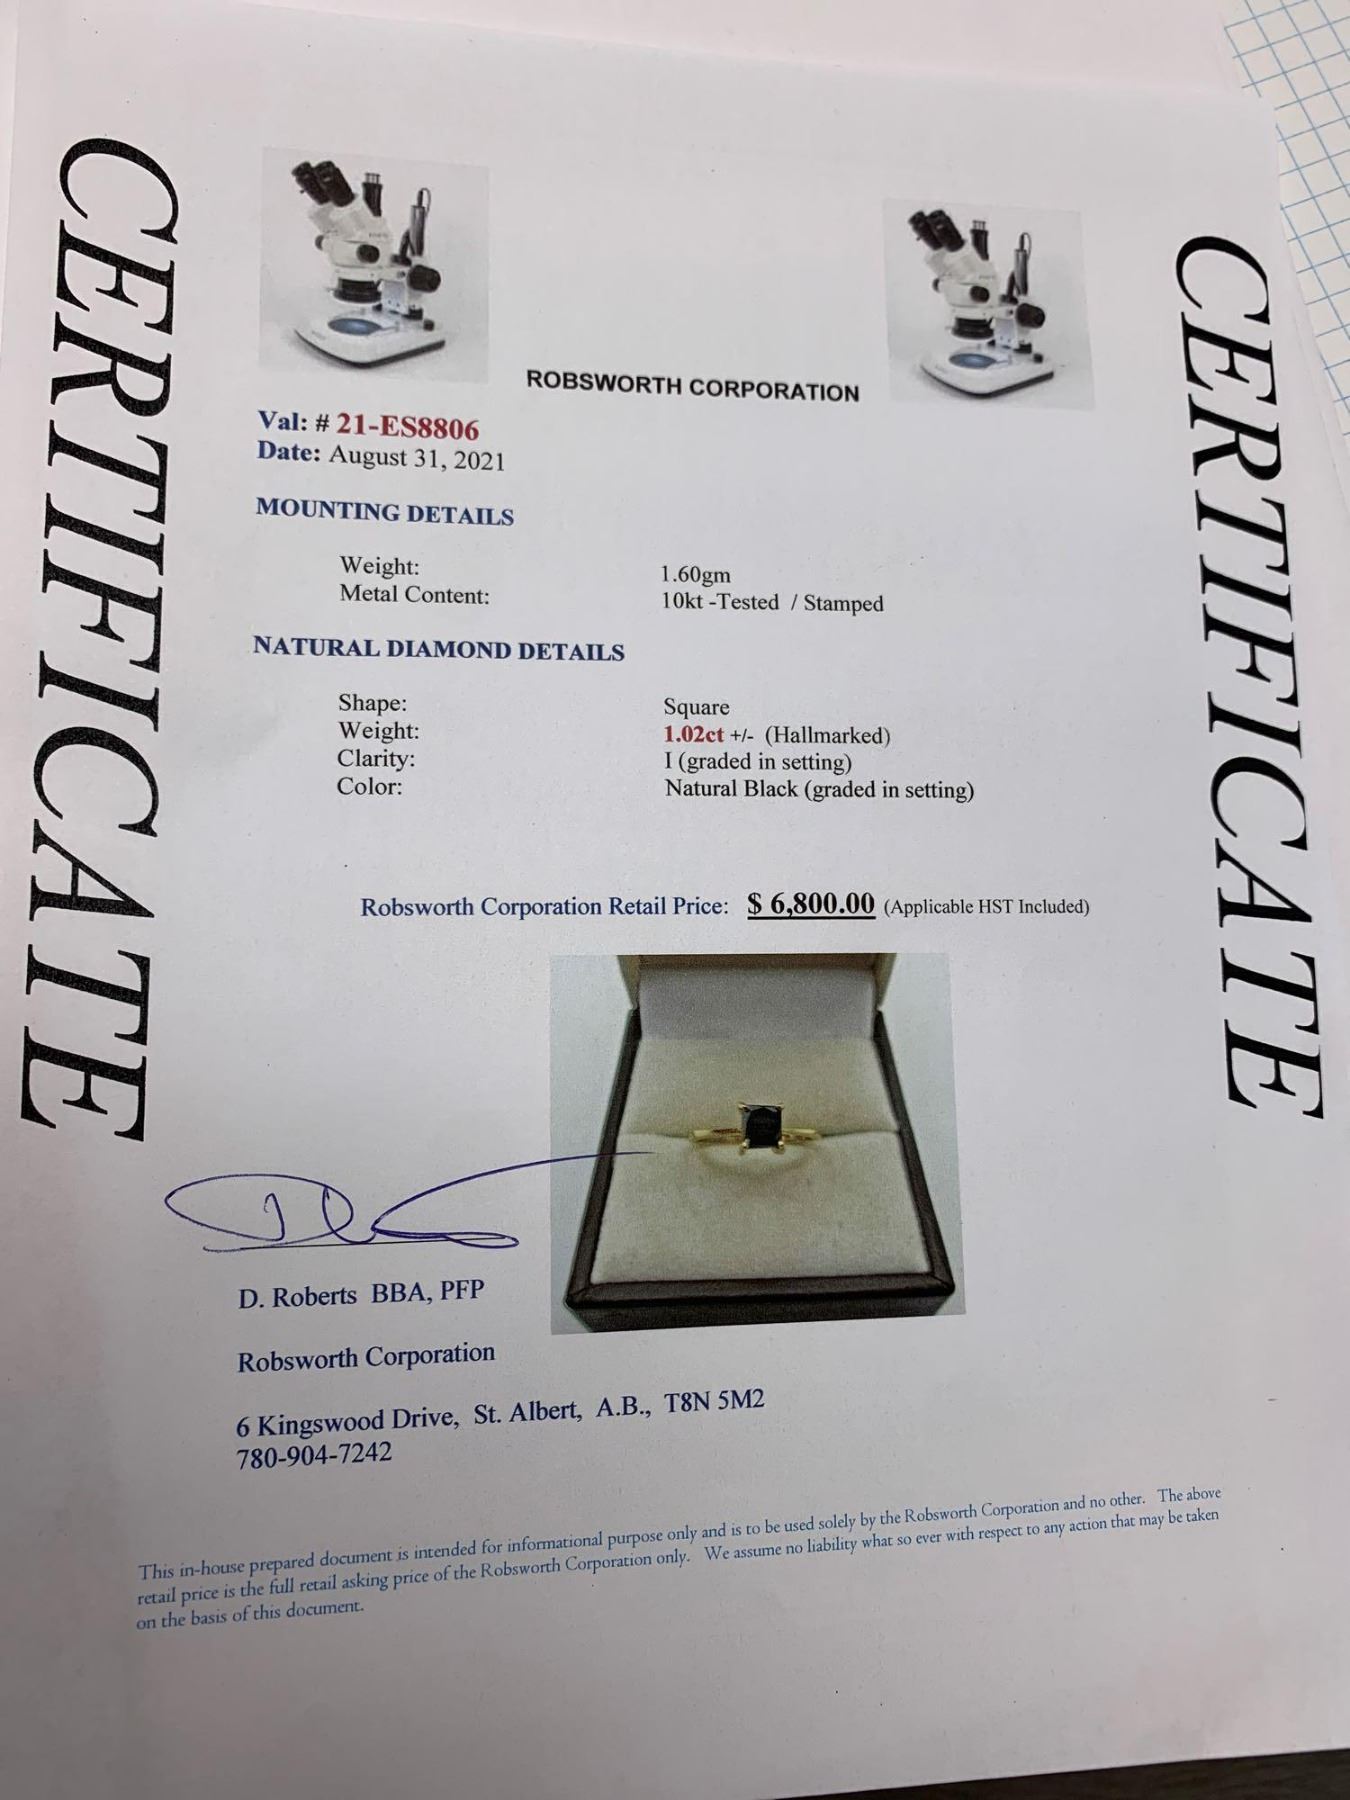 CERTIFICATE
CERTIFICATE
ROBSWORTH CORPORATION
Val: # 21-ES8806
Date: August 31, 2021
MOUNTING DETAILS
Weight: 1.60gm
Metal Content: 10kt -Tested / Stamped
NATURAL DIAMOND DETAILS
Shape: Square
Weight: 1.02ct +/- (Hallmarked)
Clarity: I (graded in setting)
Color: Natural Black (graded in setting)
Robsworth Corporation Retail Price: $ 6,800.00 (Applicable HST Included)
D. Roberts BBA, PFP
Robsworth Corporation
6 Kingswood Drive, St. Albert, A.B., T8N 5M2
780-904-7242
This in-house prepared document is intended for informational purpose only and is to be used solely by the Robsworth Corporation and no other. The above
retail price is the full retail asking price of the Robsworth Corporation only. We assume no liability what so ever with respect to any action that may be taken
on the basis of this document.